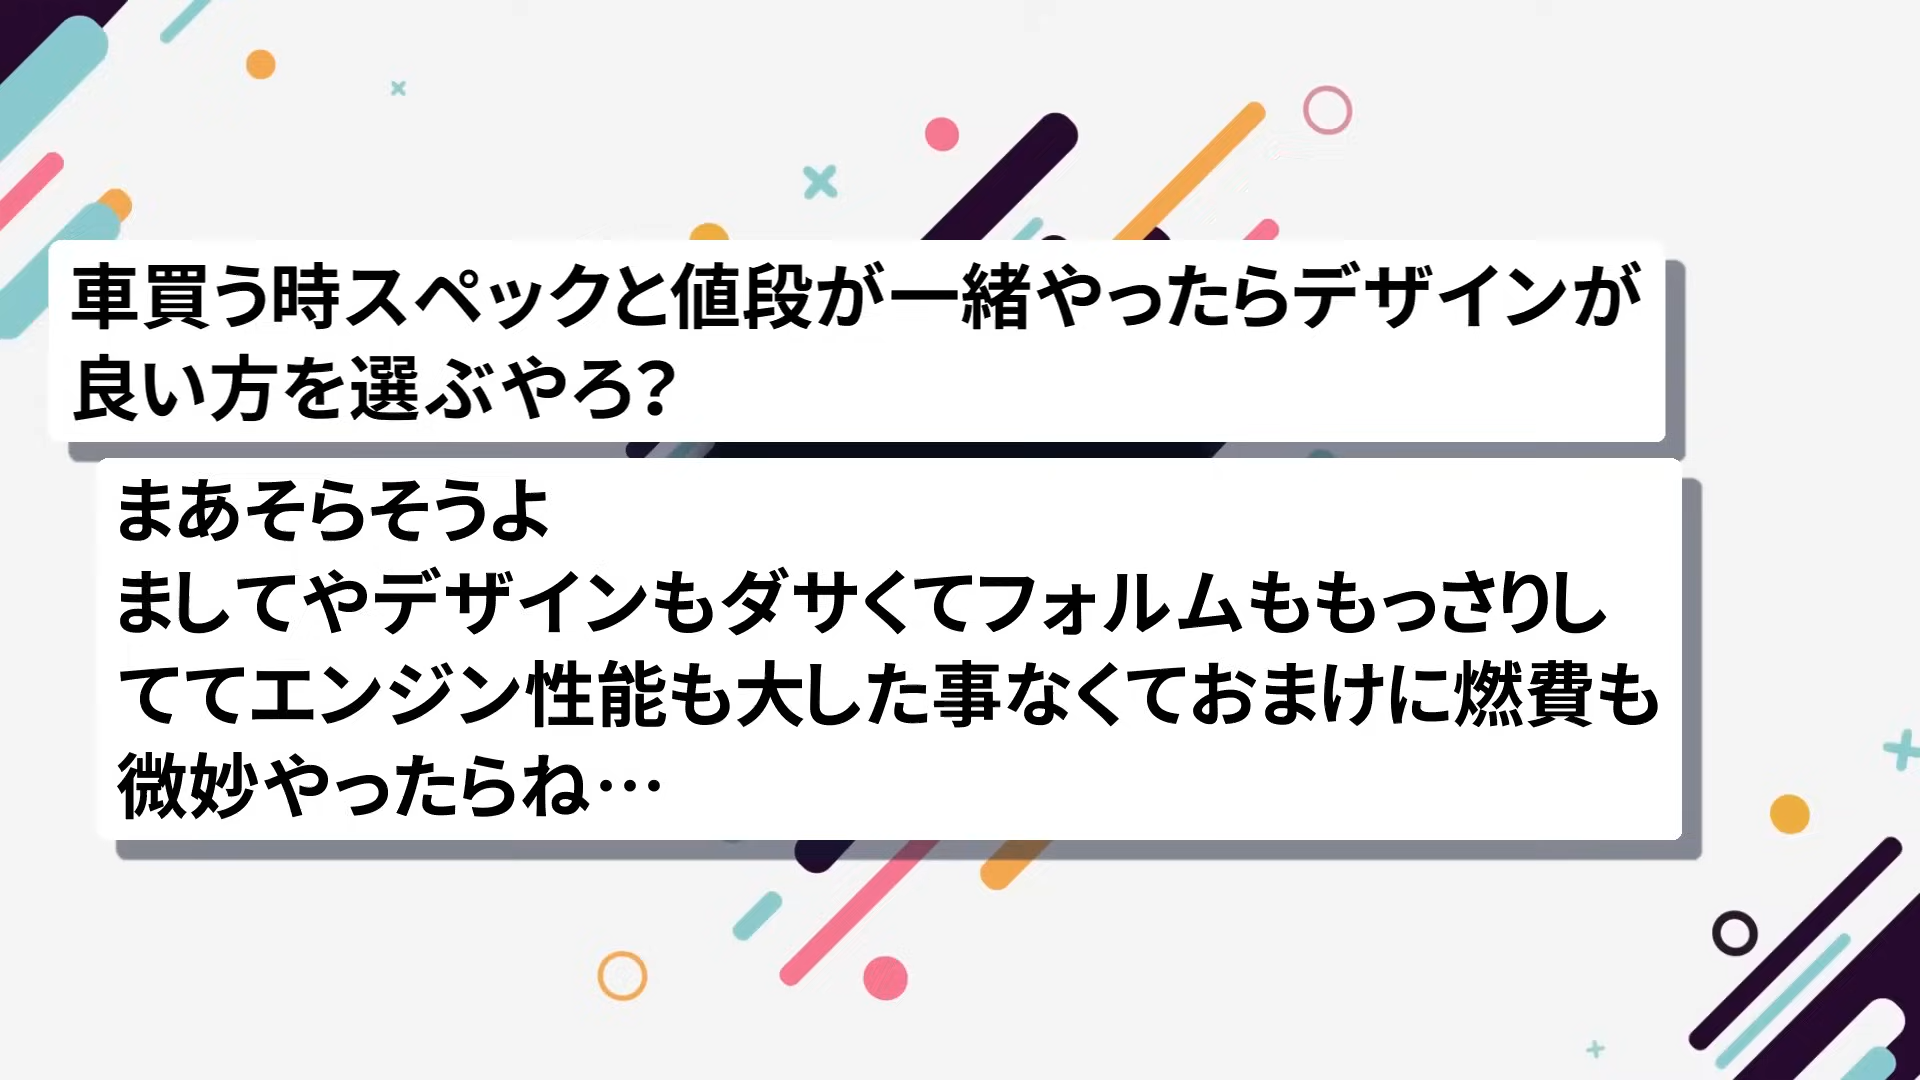 車買う時スペックと値段が一緒やったらデザインが
良い方を選ぶやろ？
まあそらそうよ
ましてやデザインもダサくてフォルムももっさりし
ててエンジン性能も大した事なくておまけに燃費も
微妙やったらね…